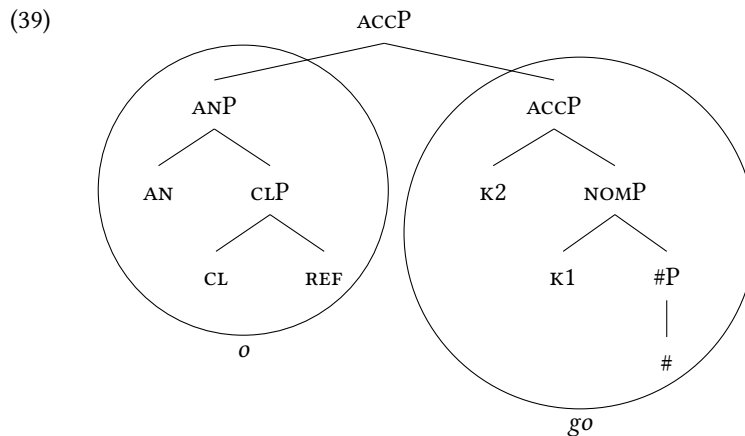 (39)
ACCP
ANP ACCP
AN CLP K2 NOMP
CL REF K1 #P
#
o
go